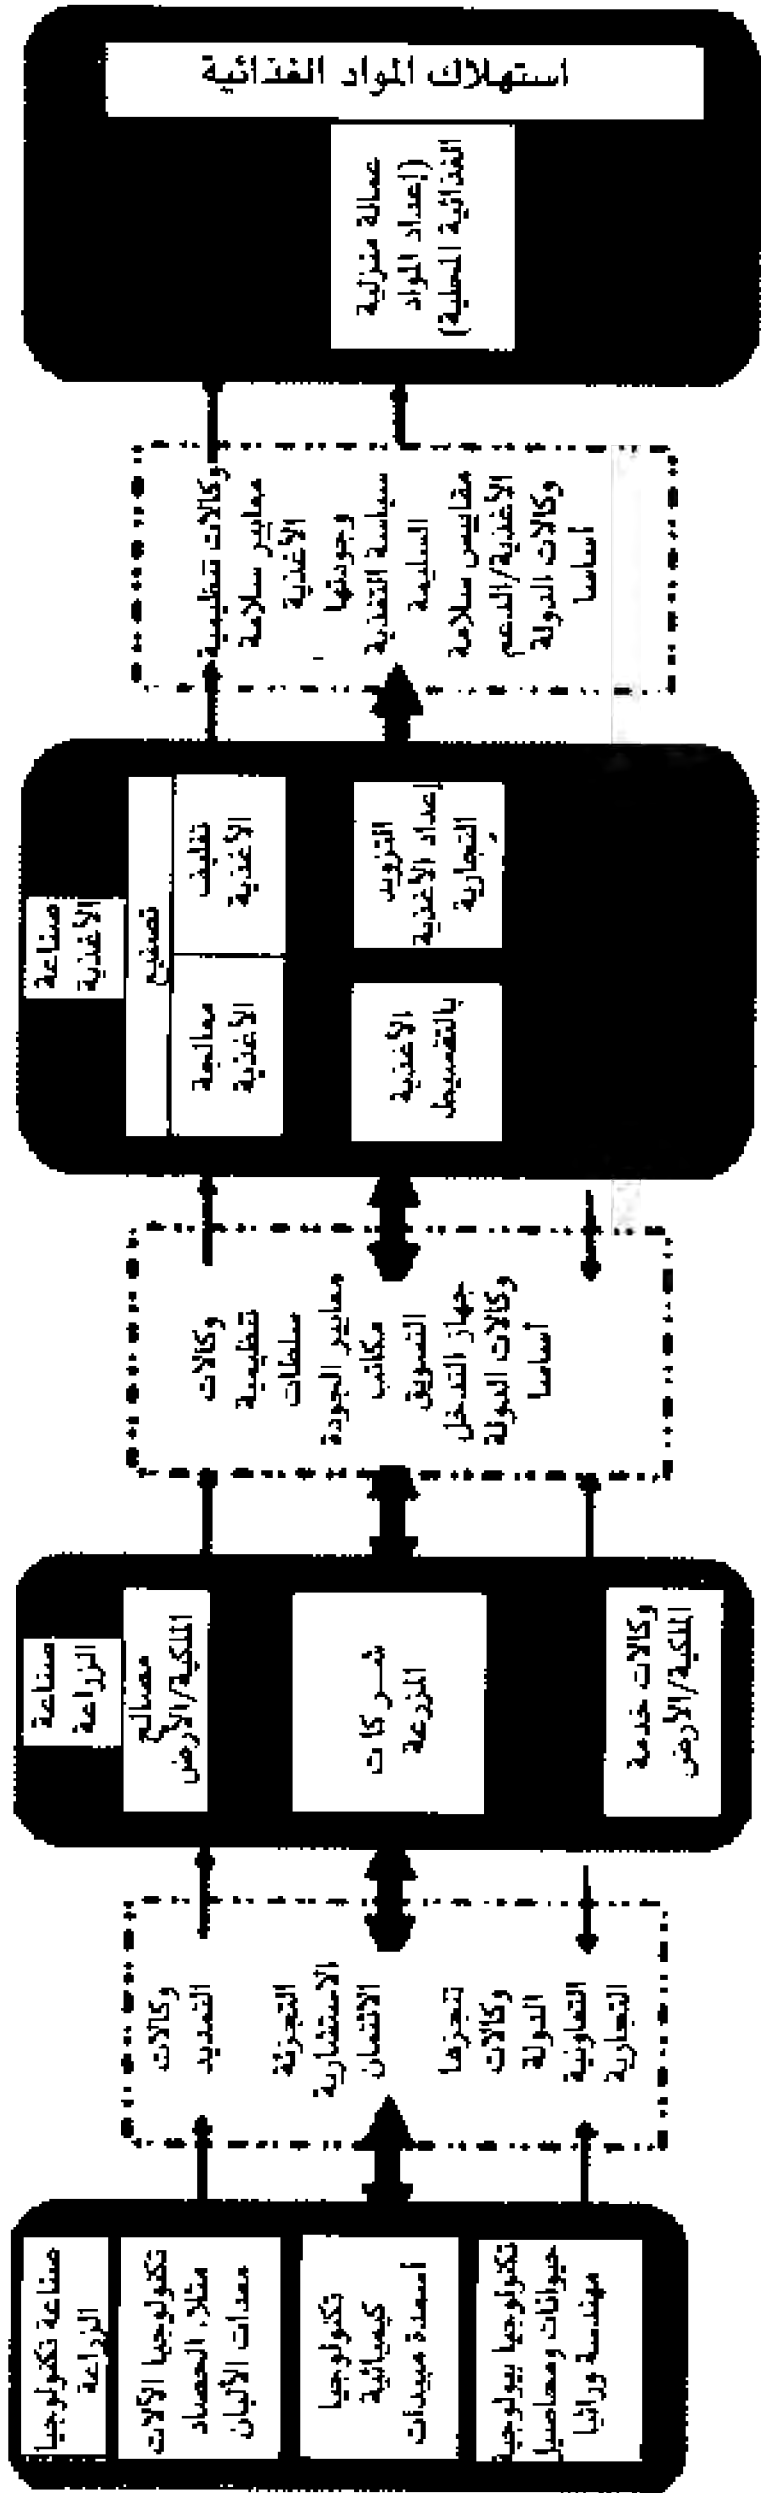 استهلاك المواد الغذائية
عمالة منزلية
(إعداد المواد
الغذائية المحلية)
وكالات تنظيمية
معايير سلامة
الأغذية
وجودتها
سياسة التغذية
السليمة
مقاييس سلامة
الأغذية/الدعم
وكالات الدولة
أساسا
صناعة
الأغذية
تصنيع
تغليف
الأغذية
معالجة
الأغذية
التزويد
إعداد الأغذية
التجارية
الأغذية
بالتفصيل
وكالات
تنظيمية
سلطات
معايير الجودة
مكاتب
التسويق
جهاز التدخل
وكالات الدولة
أساسا
صناعة
الزراعة
مصالح
الملكية/الأرض
شركات
المزرعة
وكالات خدمة
الملكية/الأرض
وكالات
التمديد
التجزئة
الاستشارية
الائتمان
تنجزها
وكالات
الدولة
التعاونية
التجارية
صناعة تكنولوجيا
الزراعة
تكنولوجيا الآلات
مثلا، الحصاد
معدات الألبان
تكنولوجيا
كيميائية
أسمدة مبيدات
تكنولوجيا بيولوجية
حيوانات ومحاصيل
مهندسة وراثيا